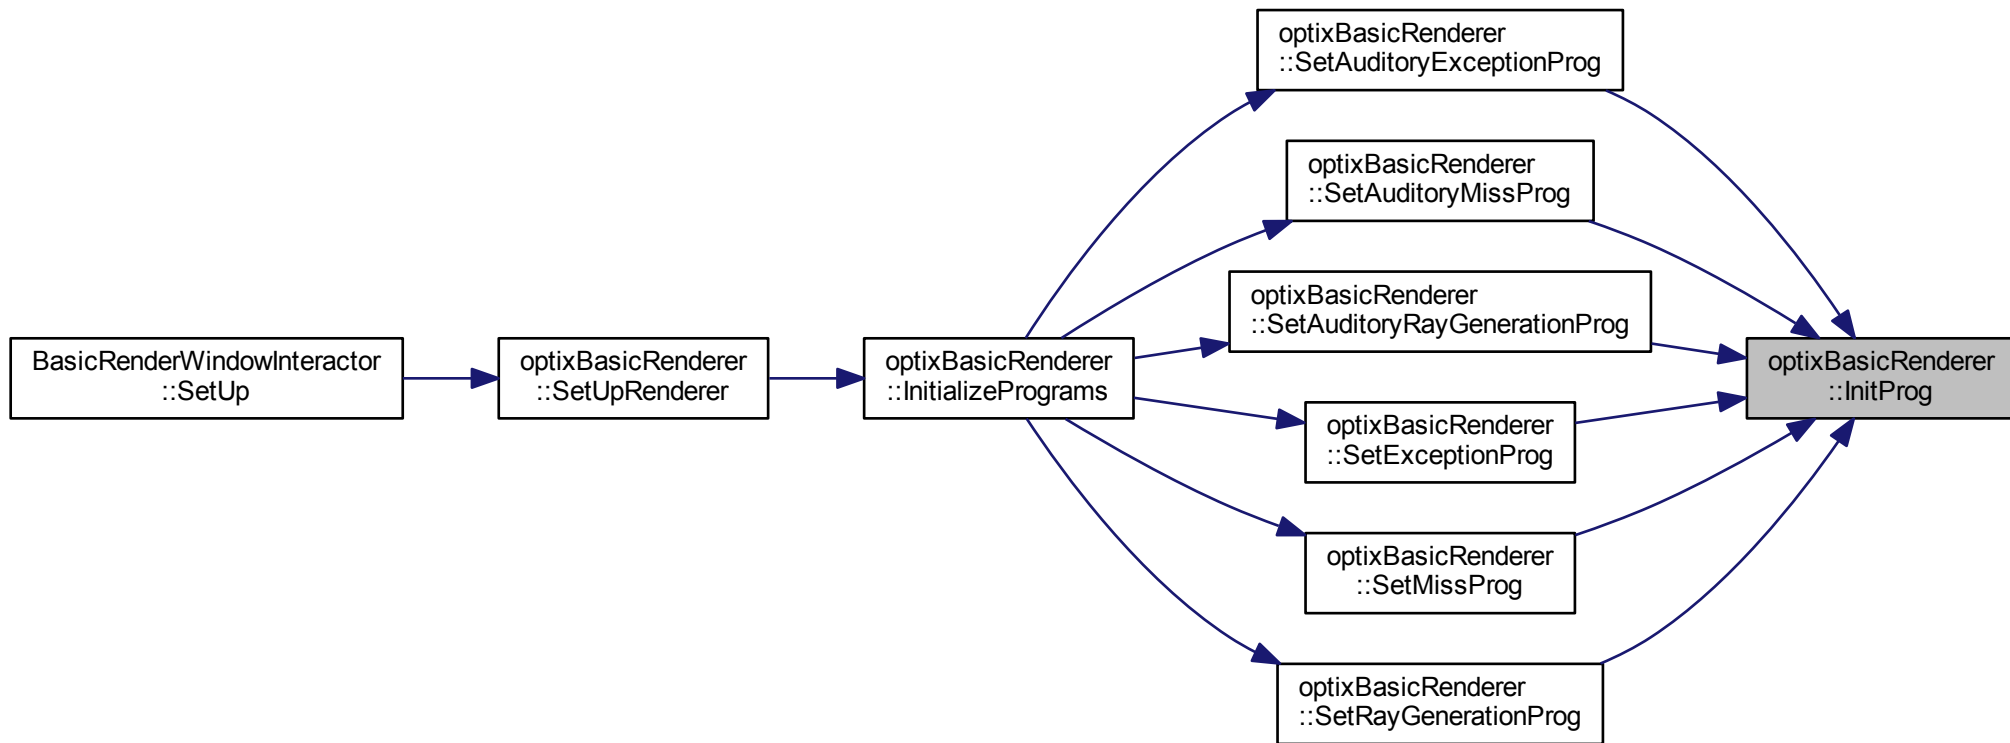 BasicRenderWindowInteractor
::SetUp
optixBasicRenderer
::SetUpRenderer
optixBasicRenderer
::InitializePrograms
optixBasicRenderer
::SetAuditoryExceptionProg
optixBasicRenderer
::SetAuditoryMissProg
optixBasicRenderer
::SetAuditoryRayGenerationProg
optixBasicRenderer
::SetExceptionProg
optixBasicRenderer
::SetMissProg
optixBasicRenderer
::SetRayGenerationProg
optixBasicRenderer
::InitProg